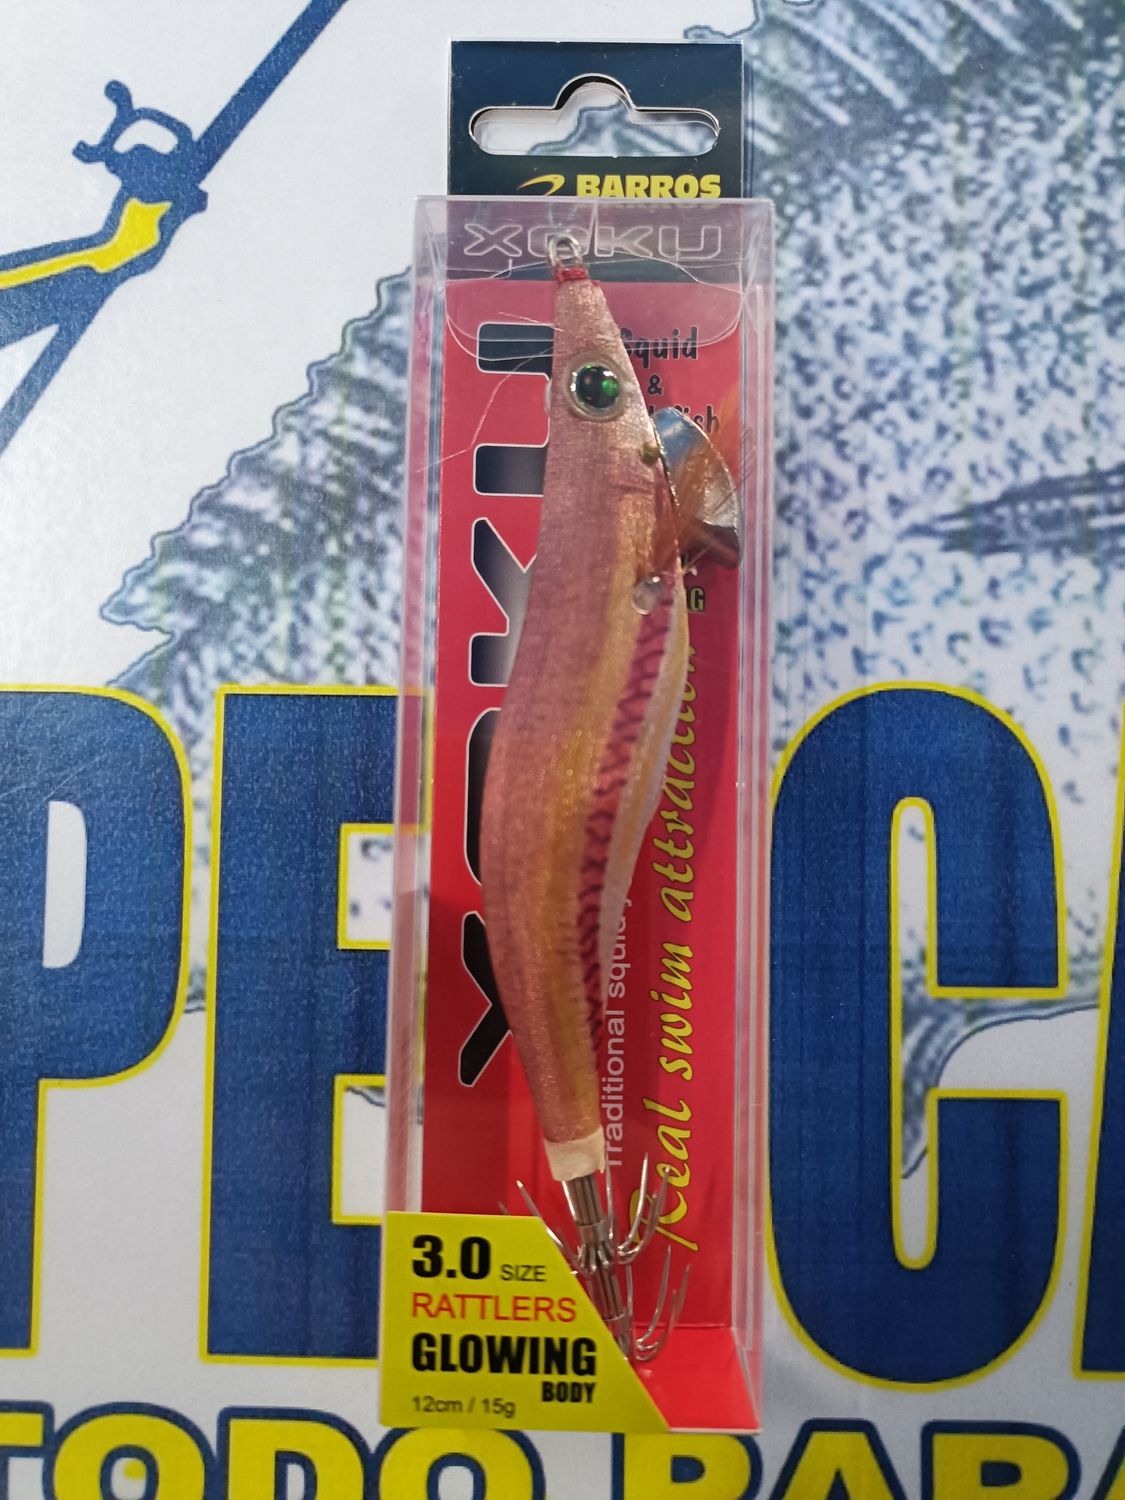 BARROS
XOKU
Squid
&
XOKU
Traditional squid
Real swim attraction
3.0 SIZE
RATTLERS
GLOWING
BODY
12cm / 15g
PE
C
TODO PARA